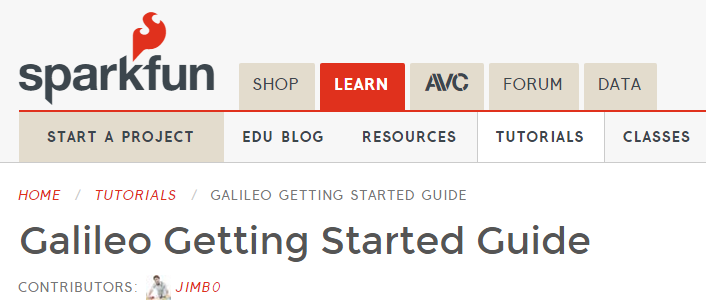 sparkfun
SHOP LEARN AVC FORUM DATA
START A PROJECT EDU BLOG RESOURCES TUTORIALS CLASSES
HOME / TUTORIALS / GALILEO GETTING STARTED GUIDE
Galileo Getting Started Guide
CONTRIBUTORS: JIMB0